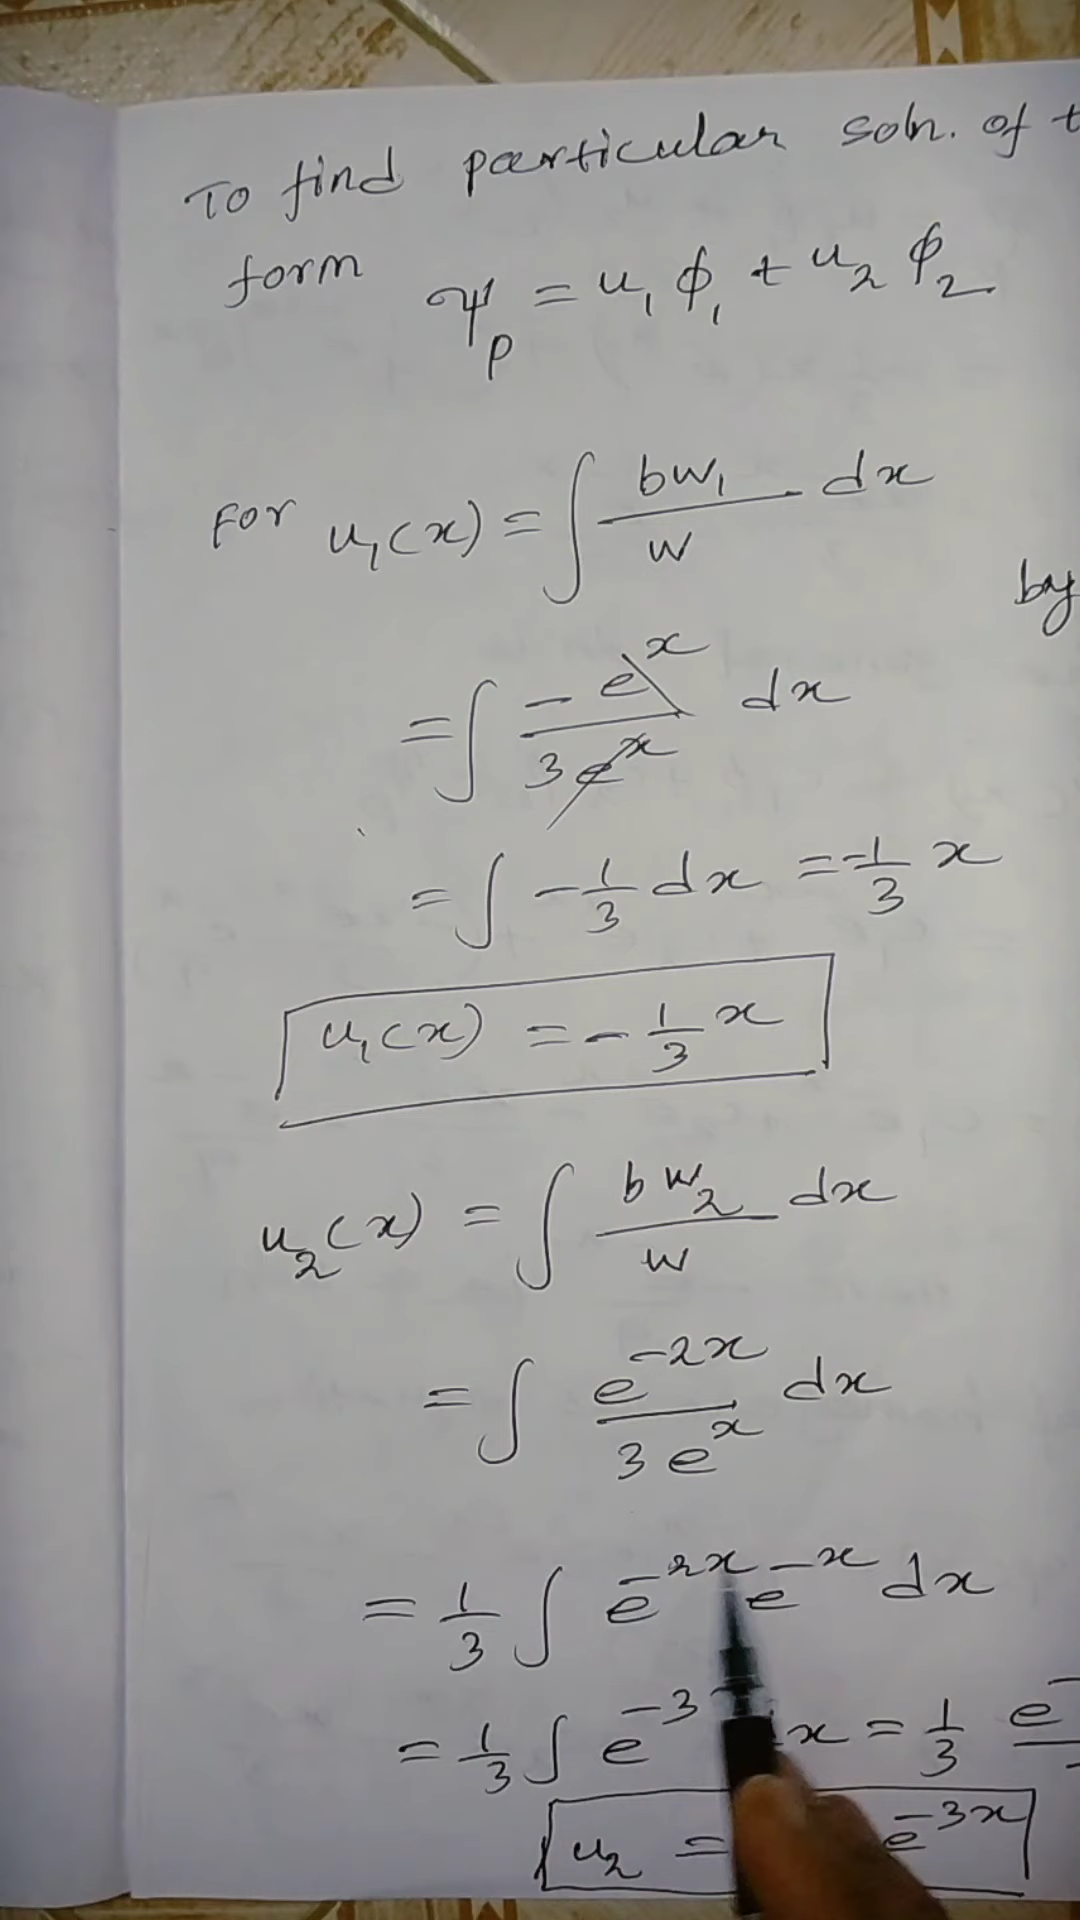 To find particular soln. of t
form ψ_p = u₁ ϕ₁ + u₂ ϕ₂
For u₁(x) = ∫ bw₁/w dx
by
= ∫ -e^x/3e^x dx
= ∫ -1/3 dx = -1/3 x
u₁(x) = -1/3 x
u₂(x) = ∫ bw₂/w dx
= ∫ e^-2x/3e^x dx
= 1/3 ∫ e^-2x e^-x dx
= 1/3 ∫ e^-3 x = 1/3 e^-
u₂ = e^-3x